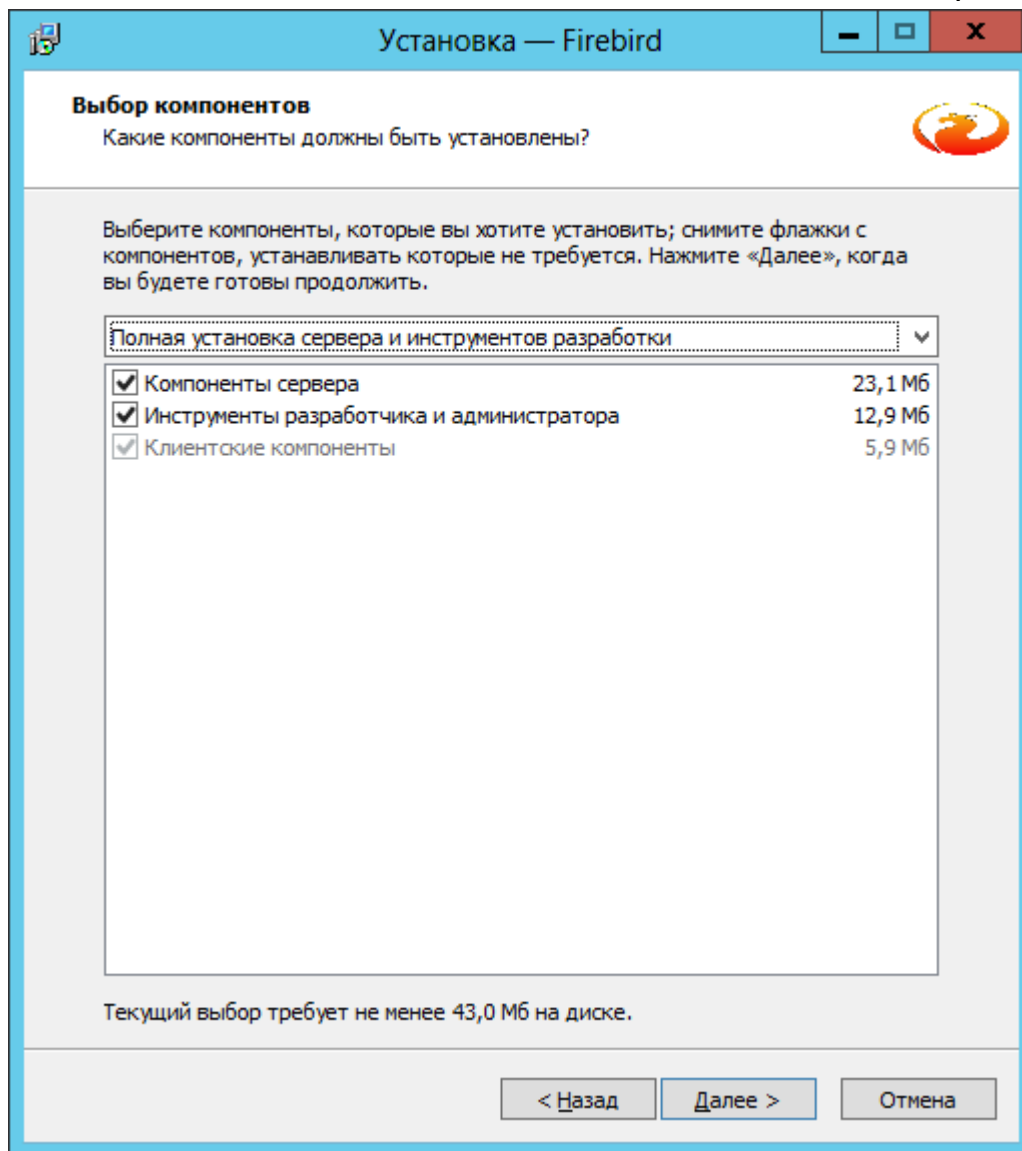 Установка — Firebird
Выбор компонентов
Какие компоненты должны быть установлены?
Выберите компоненты, которые вы хотите установить; снимите флажки с
компонентов, устанавливать которые не требуется. Нажмите «Далее», когда
вы будете готовы продолжить.
Полная установка сервера и инструментов разработки
Компоненты сервера 23,1 Мб
Инструменты разработчика и администратора 12,9 Мб
Клиентские компоненты 5,9 Мб
Текущий выбор требует не менее 43,0 Мб на диске.
< Назад Далее > Отмена